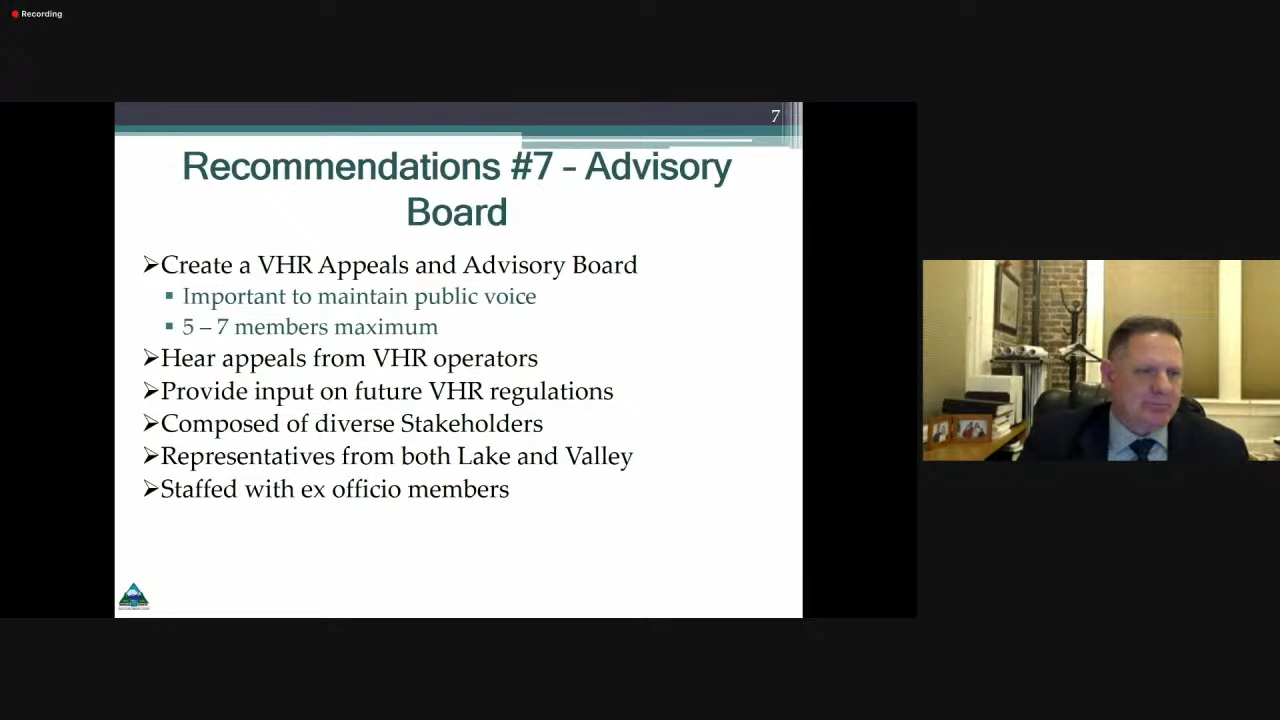 Recording
7
Recommendations #7 – Advisory
Board
➢Create a VHR Appeals and Advisory Board
▪ Important to maintain public voice
▪ 5 – 7 members maximum
➢Hear appeals from VHR operators
➢Provide input on future VHR regulations
➢Composed of diverse Stakeholders
➢Representatives from both Lake and Valley
➢Staffed with ex officio members